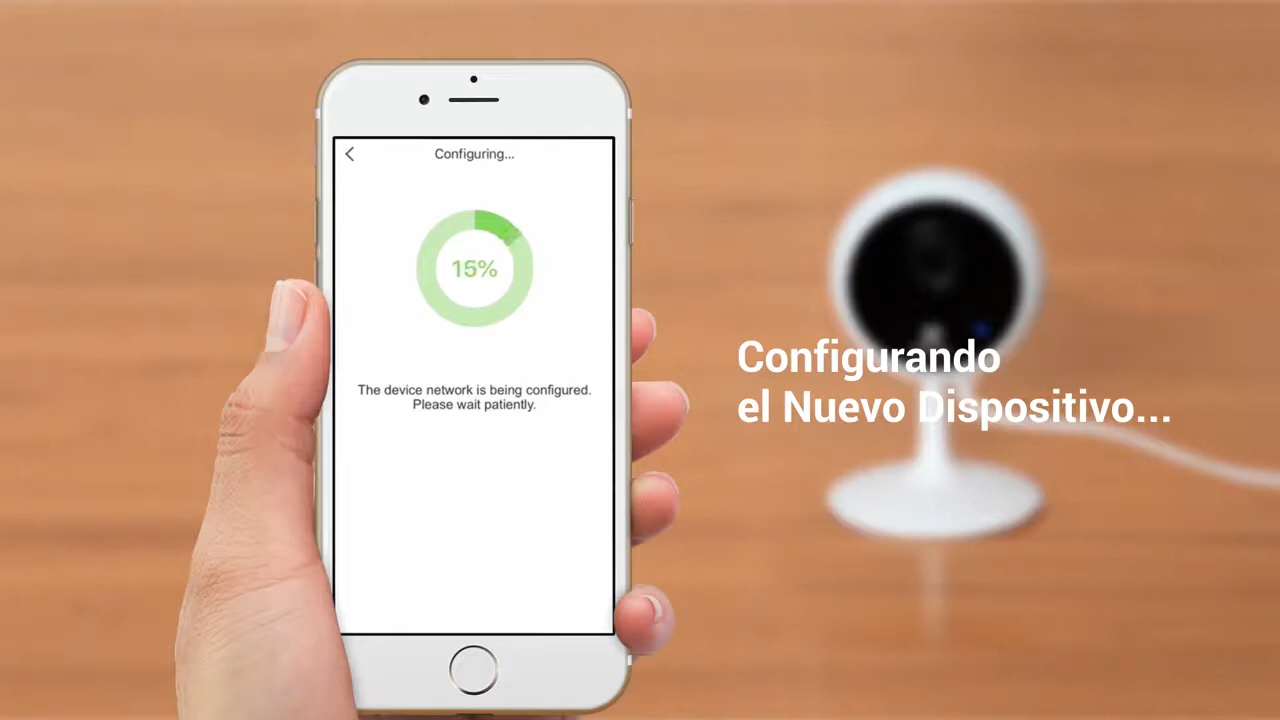 Configuring...
15%
The device network is being configured.
Please wait patiently.
Configurando
el Nuevo Dispositivo...